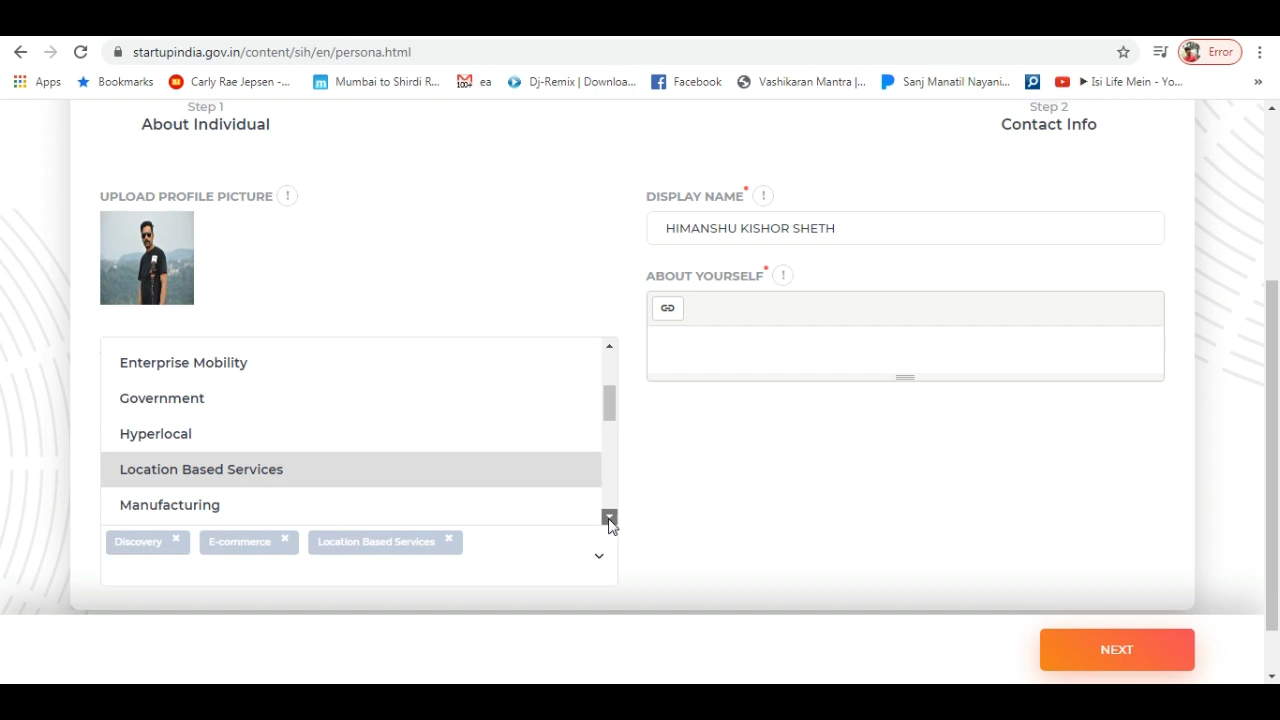 startupindia.gov.in/content/sih/en/persona.html
Error
Apps
Bookmarks
Carly Rae Jepsen -...
Mumbai to Shirdi R...
100+
ea
Dj-Remix | Downloa...
Facebook
Vashikaran Mantra |...
Sanj Manatil Nayani...
► Isi Life Mein - Yo...
»
Step 1
About Individual
Step 2
Contact Info
UPLOAD PROFILE PICTURE !
DISPLAY NAME* !
HIMANSHU KISHOR SHETH
ABOUT YOURSELF* !
Enterprise Mobility
Government
Hyperlocal
Location Based Services
Manufacturing
Discovery × E-commerce × Location Based Services ×
NEXT